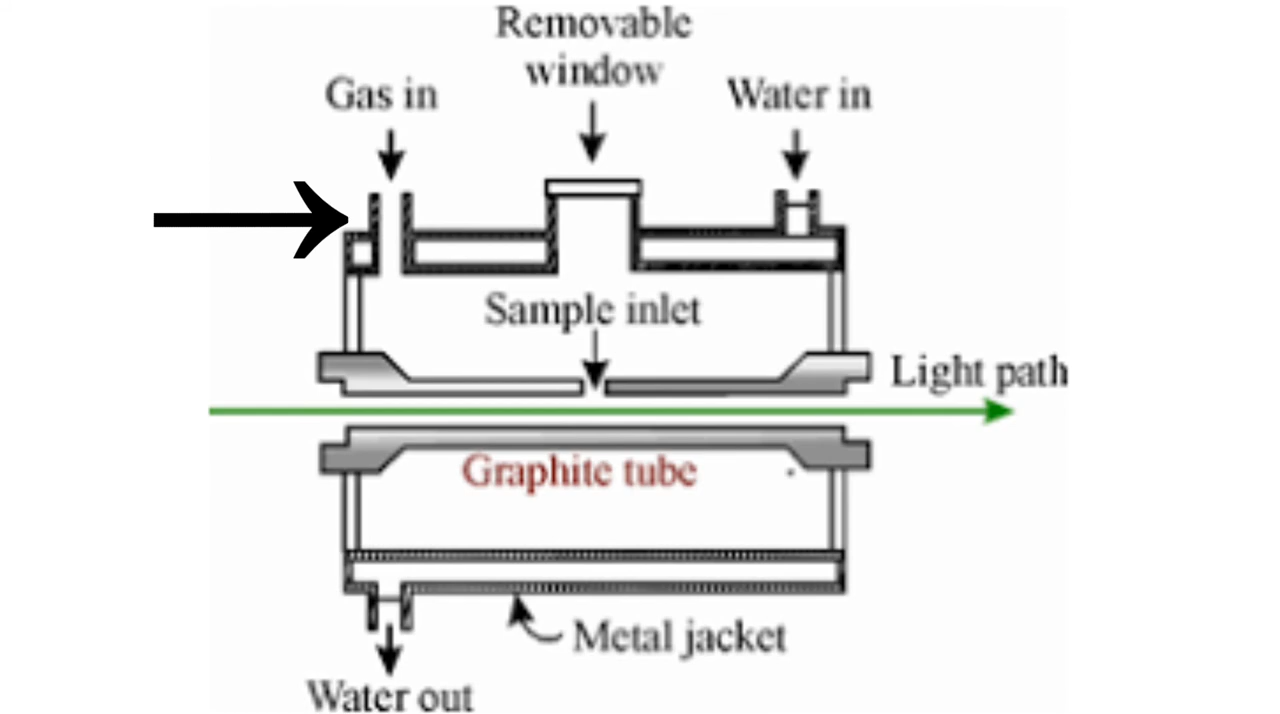 Removable
window
Gas in
Water in
Sample inlet
Light path
Graphite tube
Metal jacket
Water out